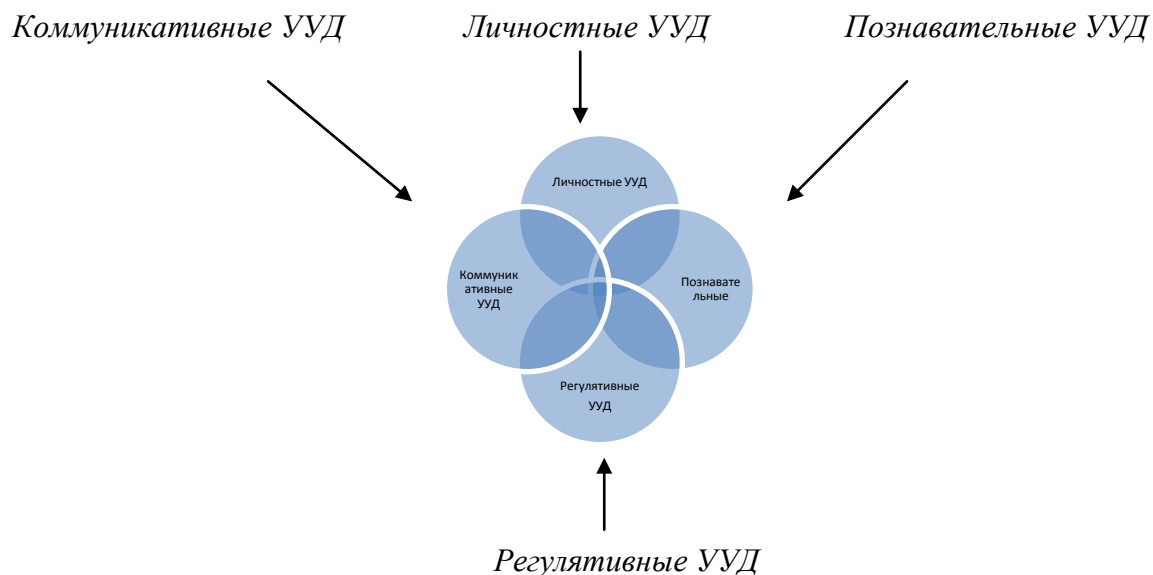 Коммуникативные УУД
Личностные УУД
Познавательные УУД
Личностные УУД
Коммуник
ативные
УУД
Познавате
льные
Регулятивные
УУД
Регулятивные УУД